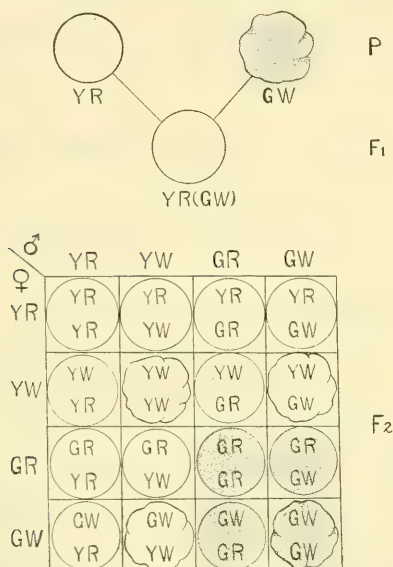 P
YR GW
F1
YR(GW)
♂ YR YW GR GW
♀
YR YR YR YR YR
YR YW GR GW
YW YW YW YW YW
YR YW GR GW
F2
GR GR GR GR GR
YR YW GR GW
GW GW GW GW GW
YR YW GR GW